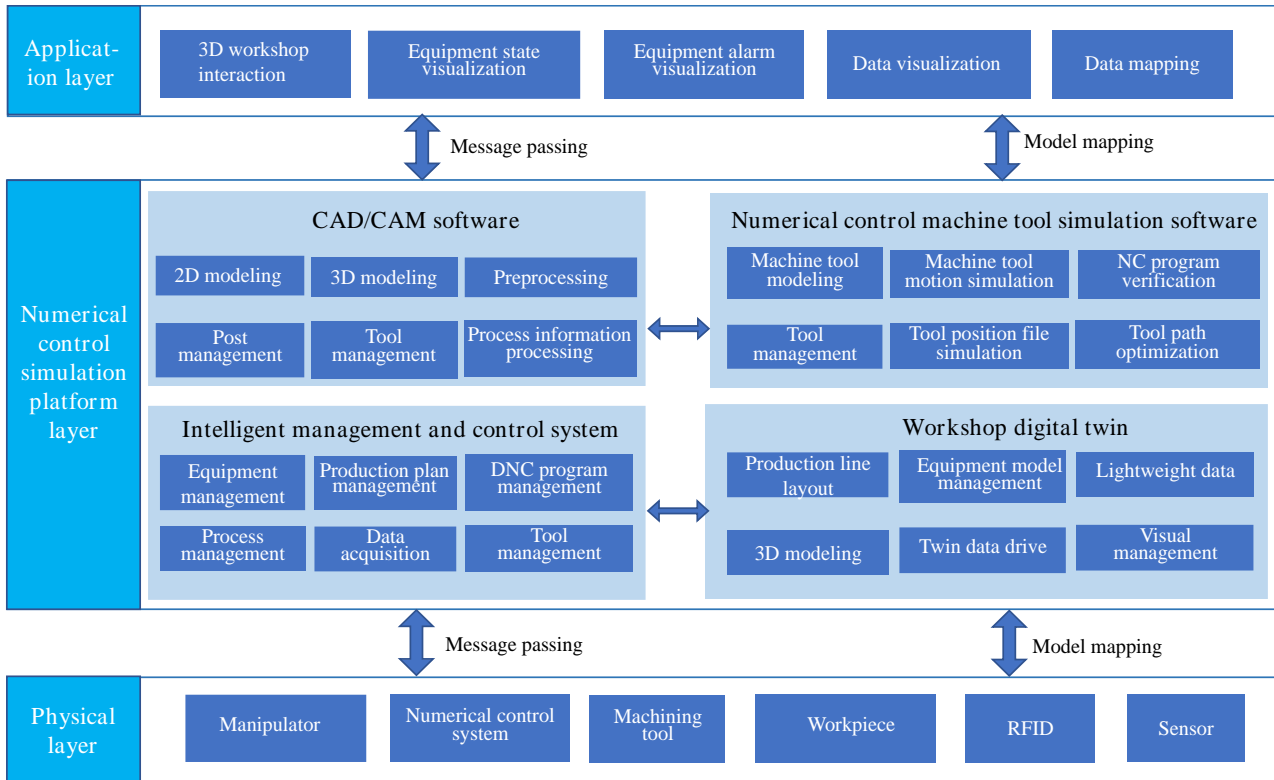 Applicat-
ion layer
3D workshop
interaction
Equipment state
visualization
Equipment alarm
visualization
Data visualization
Data mapping
Message passing
Model mapping
Numerical
control
simulation
platform
layer
CAD/CAM software
2D modeling
3D modeling
Preprocessing
Post
management
Tool
management
Process information
processing
Numerical control machine tool simulation software
Machine tool
modeling
Machine tool
motion simulation
NC program
verification
Tool
management
Tool position file
simulation
Tool path
optimization
Intelligent management and control system
Equipment
management
Production plan
management
DNC program
management
Process
management
Data
acquisition
Tool
management
Workshop digital twin
Production line
layout
Equipment model
management
Lightweight data
3D modeling
Twin data drive
Visual
management
Message passing
Model mapping
Physical
layer
Manipulator
Numerical control
system
Machining
tool
Workpiece
RFID
Sensor